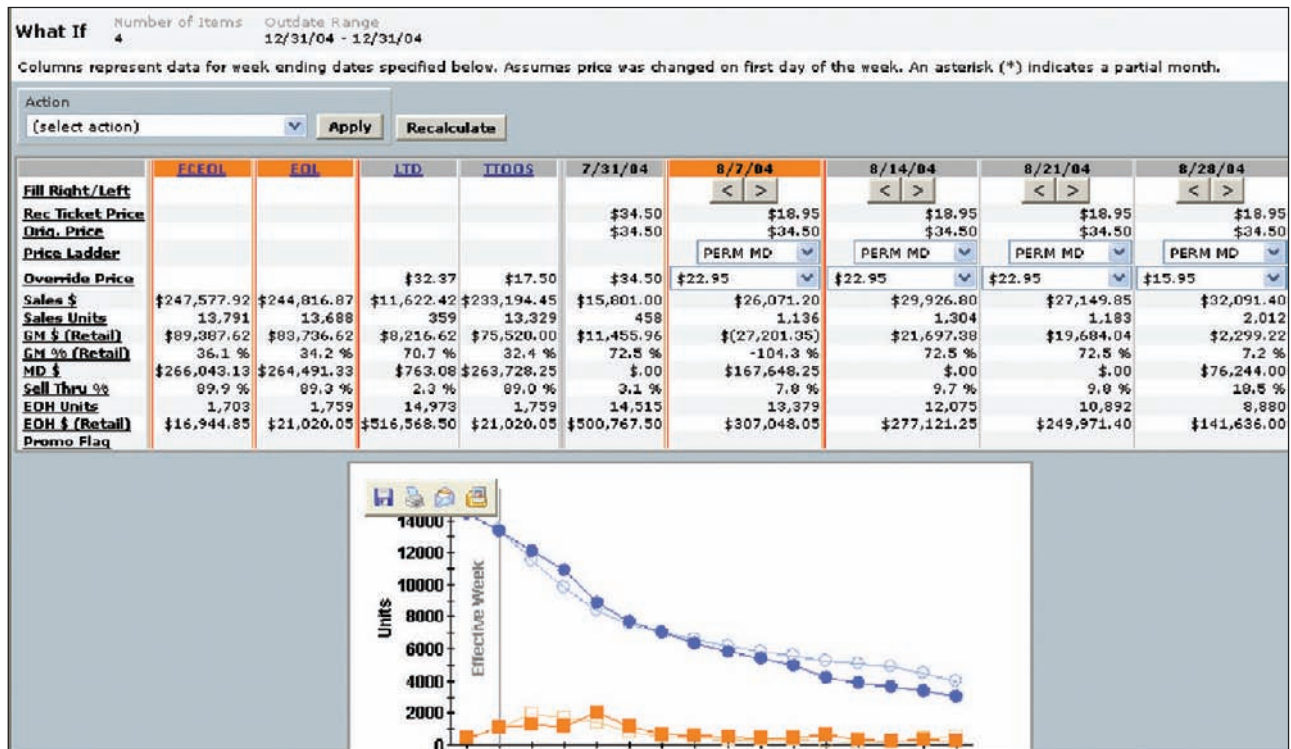 What If Number of Items Outdate Range
4 12/31/04 - 12/31/04
Columns represent data for week ending dates specified below. Assumes price was changed on first day of the week. An asterisk (*) indicates a partial month.
Action
(select action) Apply Recalculate
ECEOL EOL LTD TTOOS 7/31/04 8/7/04 8/14/04 8/21/04 8/28/04
Fill Right/Left < > < > < > < >
Rec Ticket Price $34.50 $18.95 $18.95 $18.95 $18.95
Orig. Price $34.50 $34.50 $34.50 $34.50 $34.50
Price Ladder PERM MD PERM MD PERM MD PERM MD
Override Price $32.37 $17.50 $34.50 $22.95 $22.95 $22.95 $15.95
Sales $ $247,577.92 $244,816.87 $11,622.42 $233,194.45 $15,801.00 $26,071.20 $29,926.80 $27,149.85 $32,091.40
Sales Units 13,791 13,688 359 13,329 458 1,136 1,304 1,183 2,012
GM $ (Retail) $89,387.62 $83,736.62 $8,216.62 $75,520.00 $11,455.96 $(27,201.35) $21,697.38 $19,684.04 $2,299.22
GM % (Retail) 36.1 % 34.2 % 70.7 % 32.4 % 72.5 % -104.3 % 72.5 % 72.5 % 7.2 %
MD $ $266,043.13 $264,491.33 $763.08 $263,728.25 $.00 $167,648.25 $.00 $.00 $76,244.00
Sell Thru % 89.9 % 89.3 % 2.3 % 89.0 % 3.1 % 7.8 % 9.7 % 9.8 % 18.5 %
EOH Units 1,703 1,759 14,973 1,759 14,515 13,379 12,075 10,892 8,880
EOH $ (Retail) $16,944.85 $21,020.05 $516,568.50 $21,020.05 $500,767.50 $307,048.05 $277,121.25 $249,971.40 $141,636.00
Promo Flag
14000
12000
10000
8000
6000
4000
2000
0
Units
Effective Week